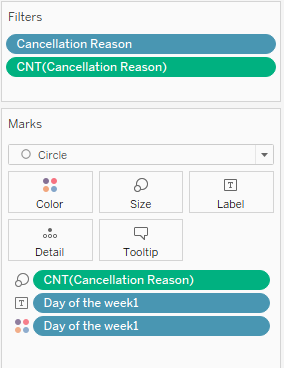 Filters
Cancellation Reason
CNT(Cancellation Reason)
Marks
Circle
Color Size Label
Detail Tooltip
CNT(Cancellation Reason)
T Day of the week1
Day of the week1